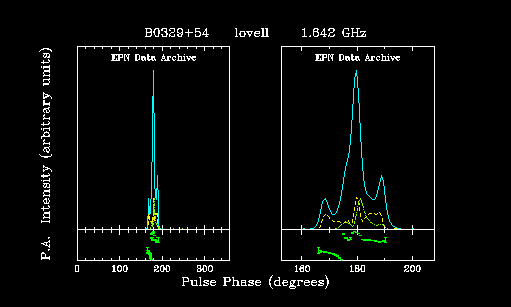 B0329+54 lovell 1.642 GHz
EPN Data Archive EPN Data Archive
P.A. Intensity (arbitrary units)
0 100 200 300 160 180 200
Pulse Phase (degrees)